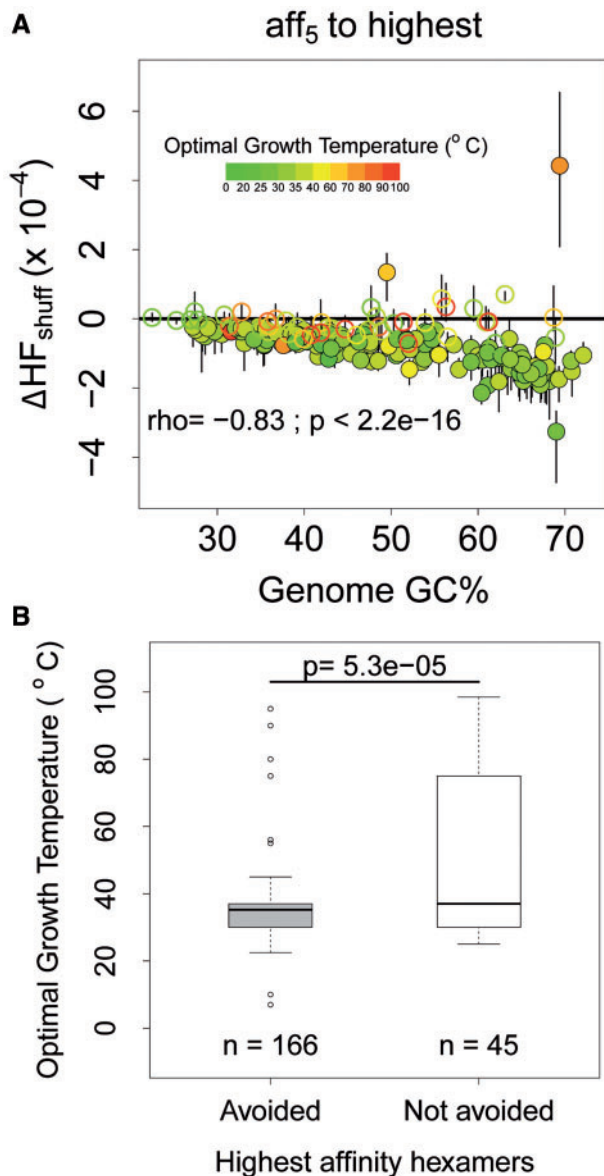 A
aff5 to highest
Optimal Growth Temperature (° C)
0 20 25 30 35 40 60 70 80 90 100
ΔHFshuff (x 10−4)
6
4
2
0
−2
−4
rho= −0.83 ; p < 2.2e−16
30 40 50 60 70
Genome GC%
B
p= 5.3e−05
Optimal Growth Temperature ( ° C)
100
80
60
40
20
0
n = 166 n = 45
Avoided Not avoided
Highest affinity hexamers